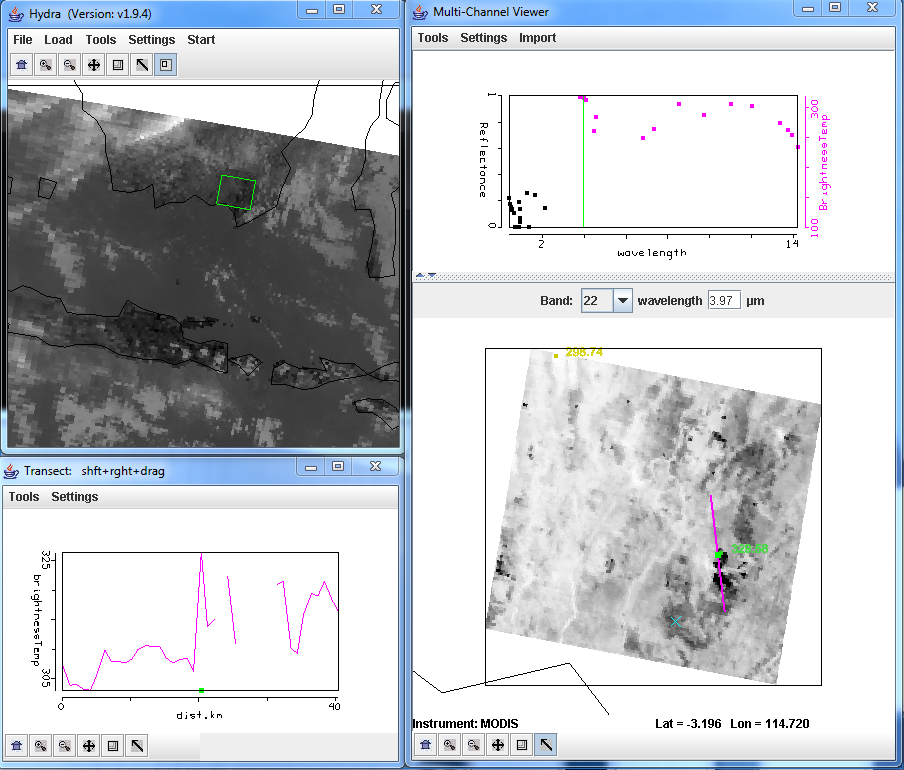 Hydra (Version: v1.9.4)
File Load Tools Settings Start
Multi-Channel Viewer
Tools Settings Import
1
Reflectance
0
300
BrightnessTemp
100
2
14
wavelength
Band: 22 wavelength 3.97 µm
298.74
Instrument: MODIS Lat = -3.196 Lon = 114.720
Transect: shft+rght+drag
Tools Settings
325
brightnessTemp
305
0
40
dist.km